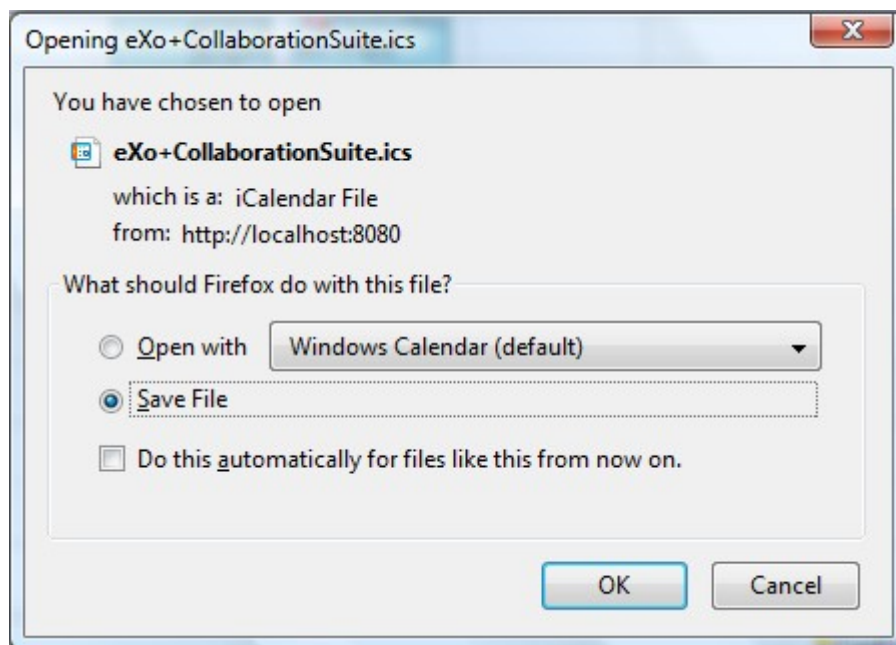 Opening eXo+CollaborationSuite.ics
You have chosen to open
eXo+CollaborationSuite.ics
which is a: iCalendar File
from: http://localhost:8080
What should Firefox do with this file?
Open with Windows Calendar (default)
Save File
Do this automatically for files like this from now on.
OK Cancel